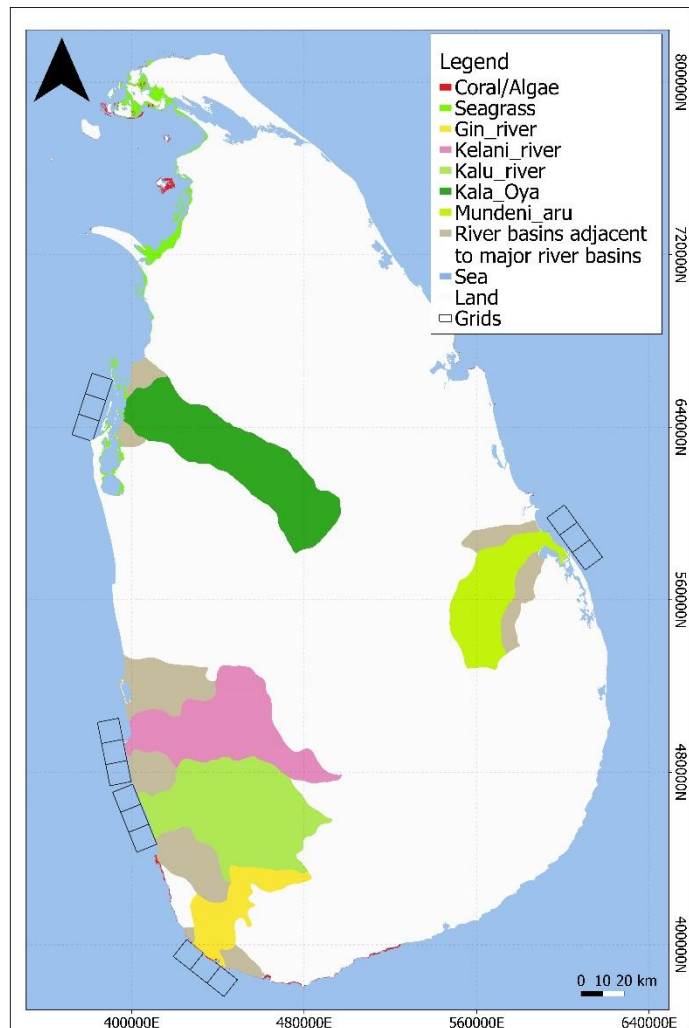 Legend
Coral/Algae
Seagrass
Gin_river
Kelani_river
Kalu_river
Kala_Oya
Mundeni_aru
River basins adjacent
to major river basins
Sea
Land
Grids
800000N
720000N
640000N
560000N
480000N
400000N
0 10 20 km
400000E 480000E 560000E 640000E